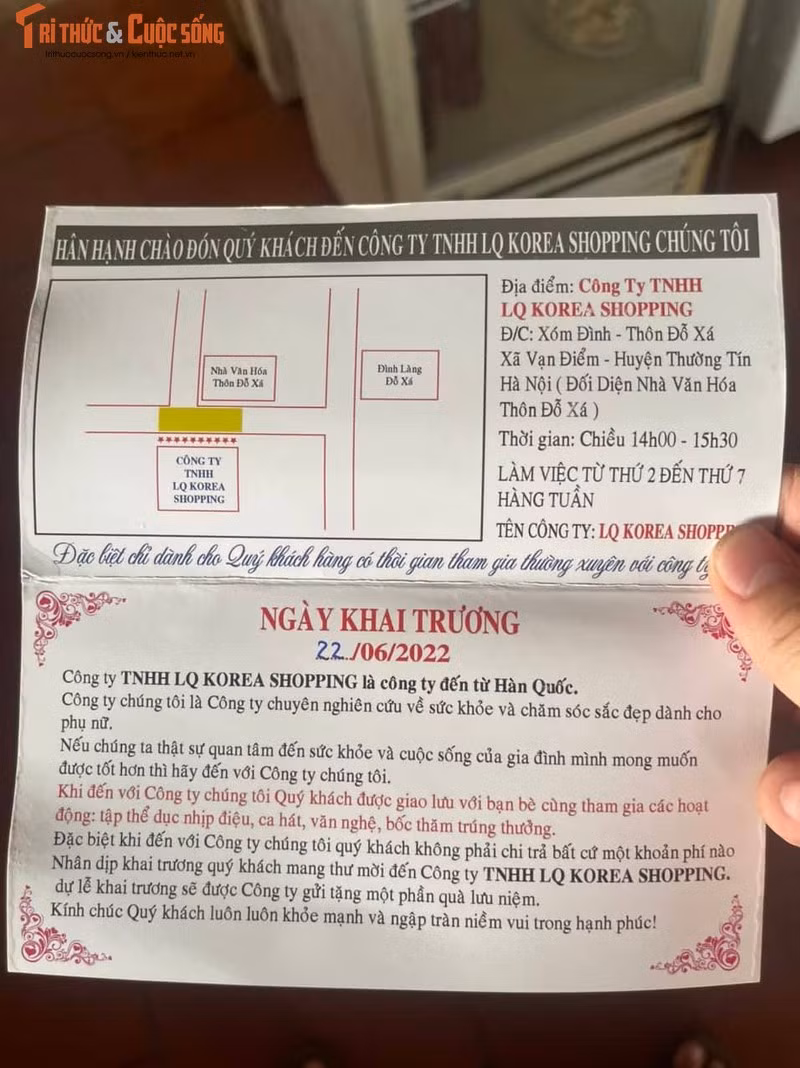 TRI THỨC & CUỘC SỐNG
trithuccuocsong.vn / kienthuc.net.vn
HÂN HẠNH CHÀO ĐÓN QUÝ KHÁCH ĐẾN CÔNG TY TNHH LQ KOREA SHOPPING CHÚNG TÔI
Nhà Văn Hóa
Thôn Đỗ Xá
Đình Làng
Đỗ Xá
CÔNG TY
TNHH
LQ KOREA
SHOPPING
Địa điểm: Công Ty TNHH
LQ KOREA SHOPPING
Đ/C: Xóm Đình - Thôn Đỗ Xá
Xã Vạn Điểm - Huyện Thường Tín
Hà Nội ( Đối Diện Nhà Văn Hóa
Thôn Đỗ Xá )
Thời gian: Chiều 14h00 - 15h30
LÀM VIỆC TỪ THỨ 2 ĐẾN THỨ 7
HÀNG TUẦN
TÊN CÔNG TY: LQ KOREA
Đặc biệt chỉ dành cho Quý khách hàng có thời gian tham gia thường xuyên với công
NGÀY KHAI TRƯƠNG
22../06/2022
Công ty TNHH LQ KOREA SHOPPING là công ty đến từ Hàn Quốc.
Công ty chúng tôi là Công ty chuyên nghiên cứu về sức khỏe và chăm sóc sắc đẹp dành cho
phụ nữ.
Nếu chúng ta thật sự quan tâm đến sức khỏe và cuộc sống của gia đình mình mong muốn
được tốt hơn thì hãy đến với Công ty chúng tôi.
Khi đến với Công ty chúng tôi Quý khách được giao lưu với bạn bè cùng tham gia các hoạt
động: tập thể dục nhịp điệu, ca hát, văn nghệ, bốc thăm trúng thưởng.
Đặc biệt khi đến với Công ty chúng tôi quý khách không phải chi trả bất cứ một khoản phí nào
Nhân dịp khai trương quý khách mang thư mời đến Công ty TNHH LQ KOREA SHOPPING.
dự lễ khai trương sẽ được Công ty gửi tặng một phần quà lưu niệm.
Kính chúc Quý khách luôn luôn khỏe mạnh và ngập tràn niềm vui trong hạnh phúc!